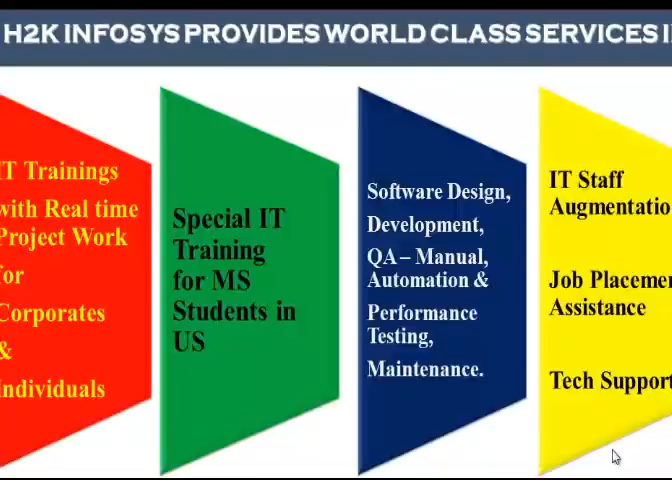 H2K INFOSYS PROVIDES WORLD CLASS SERVICES I
IT Trainings
with Real time
Project Work
for
Corporates
&
individuals
Special IT
Training
for MS
Students in
US
Software Design,
Development,
QA – Manual,
Automation &
Performance
Testing,
Maintenance.
IT Staff
Augmentatio
Job Placemen
Assistance
Tech Support